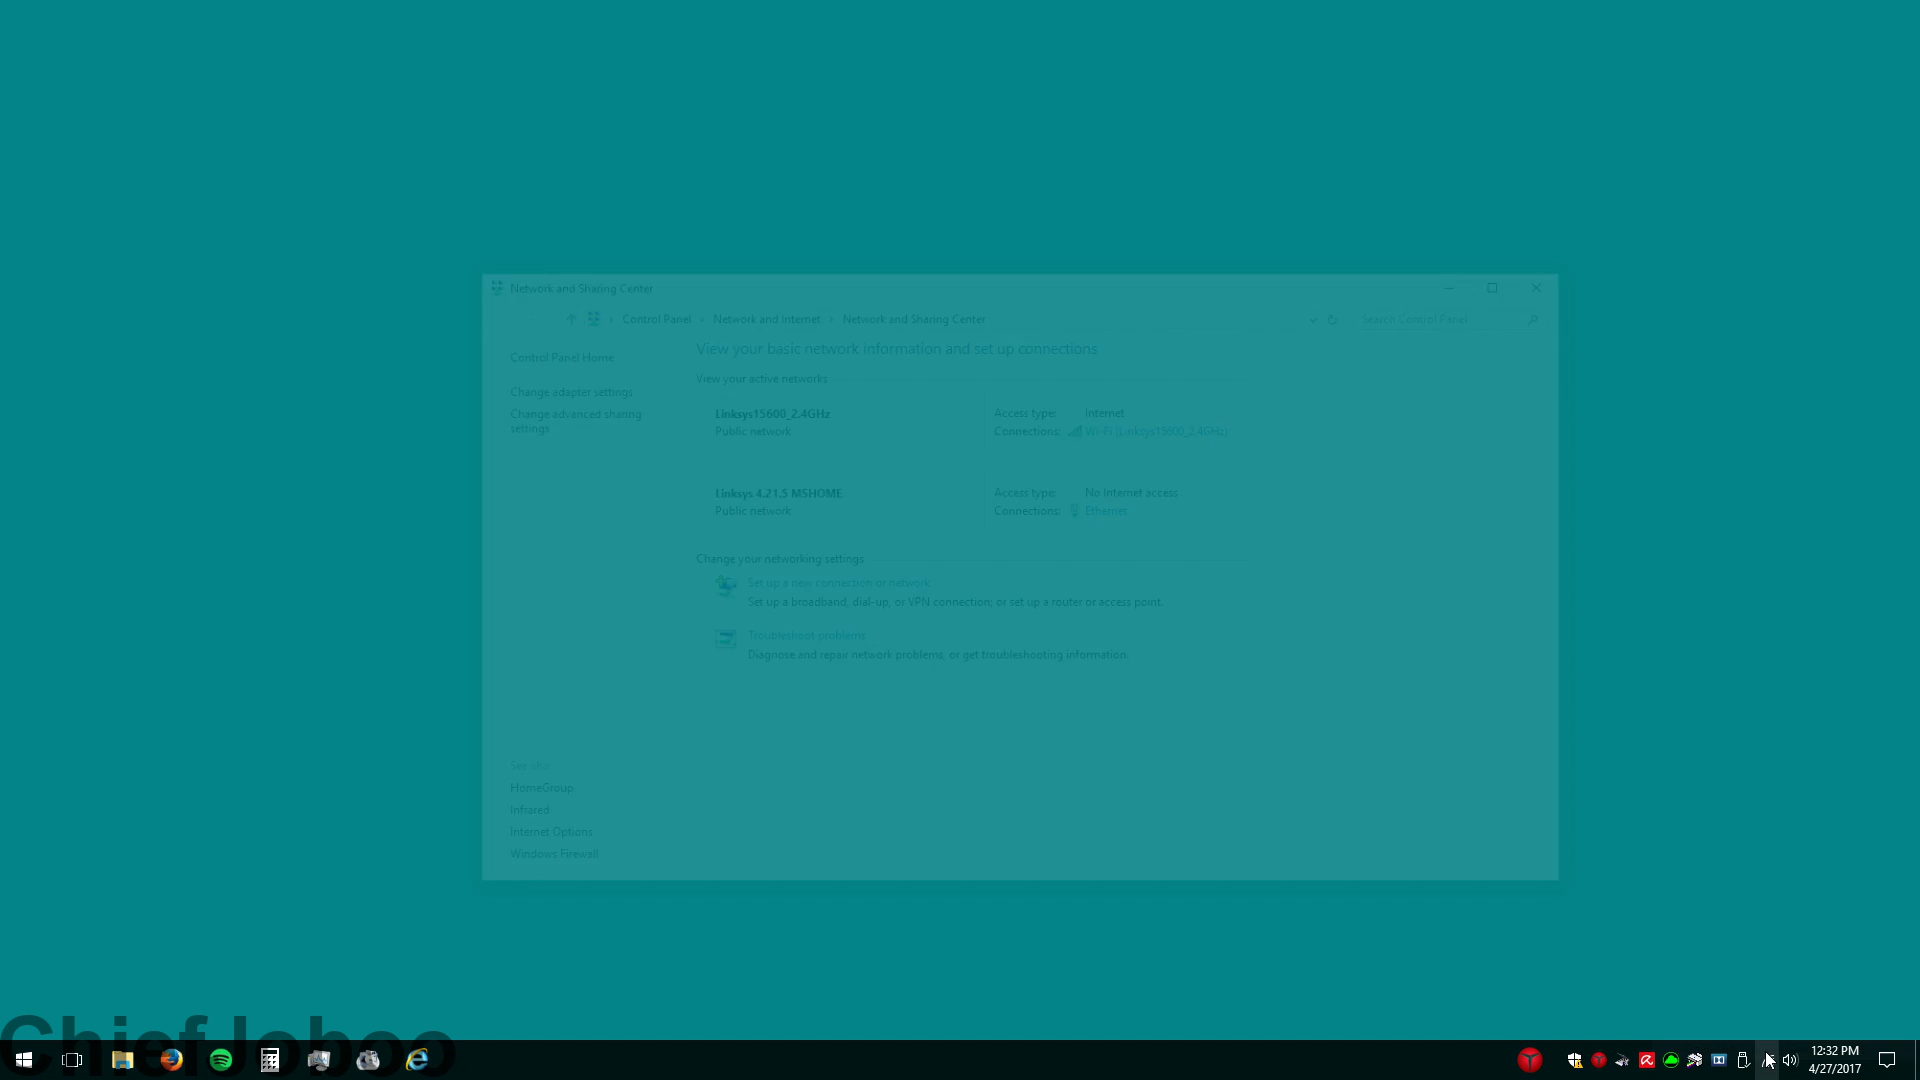 Network and Sharing Center
Control Panel > Network and Internet > Network and Sharing Center
Search Control Panel
Control Panel Home
Change adapter settings
Change advanced sharing
settings
View your basic network information and set up connections
View your active networks
Linksys15600_2.4GHz
Public network
Access type: Internet
Connections: Wi-Fi (Linksys15600_2.4GHz)
Linksys 4.21.5 MSHOME
Public network
Access type: No Internet access
Connections: Ethernet
Change your networking settings
Set up a new connection or network
Set up a broadband, dial-up, or VPN connection; or set up a router or access point.
Troubleshoot problems
Diagnose and repair network problems, or get troubleshooting information.
See also
HomeGroup
Infrared
Internet Options
Windows Firewall
ChiefJoboo
12:32 PM
4/27/2017